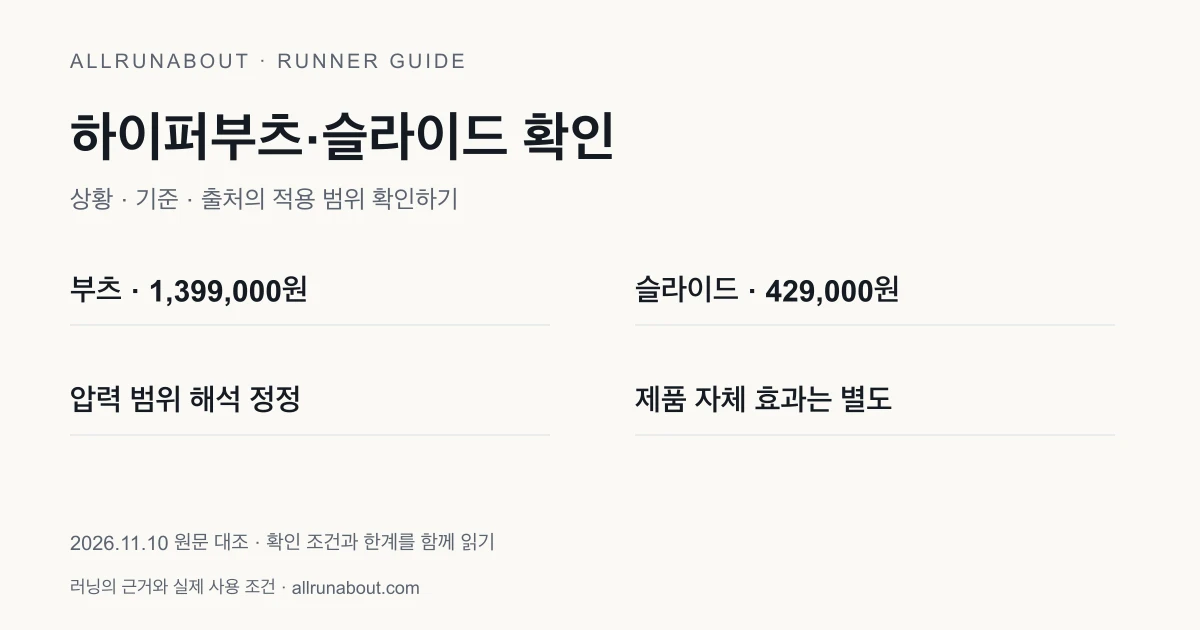 ALLRUNABOUT · RUNNER GUIDE
하이퍼부츠·슬라이드 확인
상황 · 기준 · 출처의 적용 범위 확인하기
부츠 · 1,399,000원
슬라이드 · 429,000원
압력 범위 해석 정정
제품 자체 효과는 별도
2026.11.10 원문 대조 · 확인 조건과 한계를 함께 읽기
러닝의 근거와 실제 사용 조건 · allrunabout.com